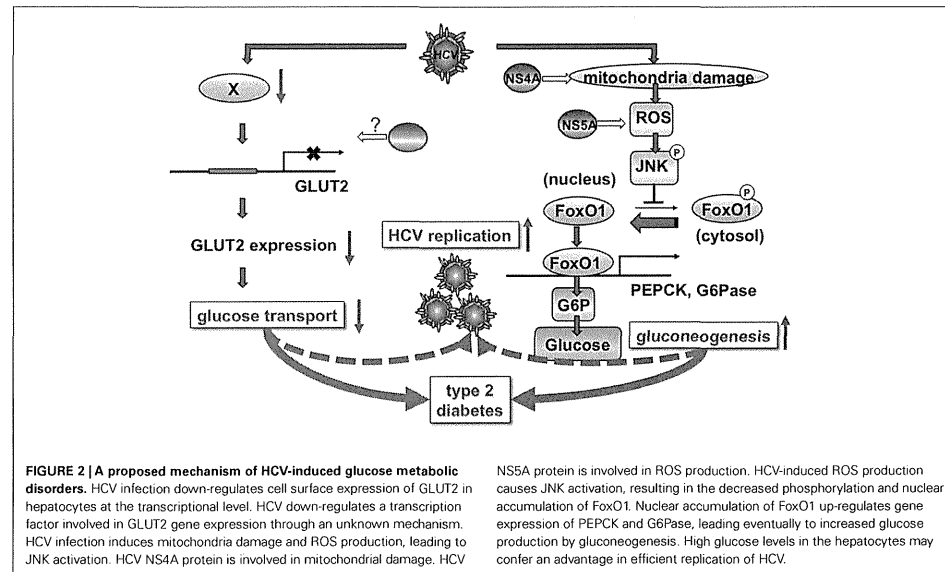 HCV
X
NS4A
mitochondria damage
NS5A
ROS
?
JNK
P
GLUT2
(nucleus)
FoxO1
P
FoxO1
(cytosol)
HCV replication
GLUT2 expression
FoxO1
PEPCK, G6Pase
G6P
glucose transport
Glucose
gluconeogenesis
type 2
diabetes
FIGURE 2 | A proposed mechanism of HCV-induced glucose metabolic
disorders. HCV infection down-regulates cell surface expression of GLUT2 in
hepatocytes at the transcriptional level. HCV down-regulates a transcription
factor involved in GLUT2 gene expression through an unknown mechanism.
HCV infection induces mitochondria damage and ROS production, leading to
JNK activation. HCV NS4A protein is involved in mitochondrial damage. HCV
NS5A protein is involved in ROS production. HCV-induced ROS production
causes JNK activation, resulting in the decreased phosphorylation and nuclear
accumulation of FoxO1. Nuclear accumulation of FoxO1 up-regulates gene
expression of PEPCK and G6Pase, leading eventually to increased glucose
production by gluconeogenesis. High glucose levels in the hepatocytes may
confer an advantage in efficient replication of HCV.